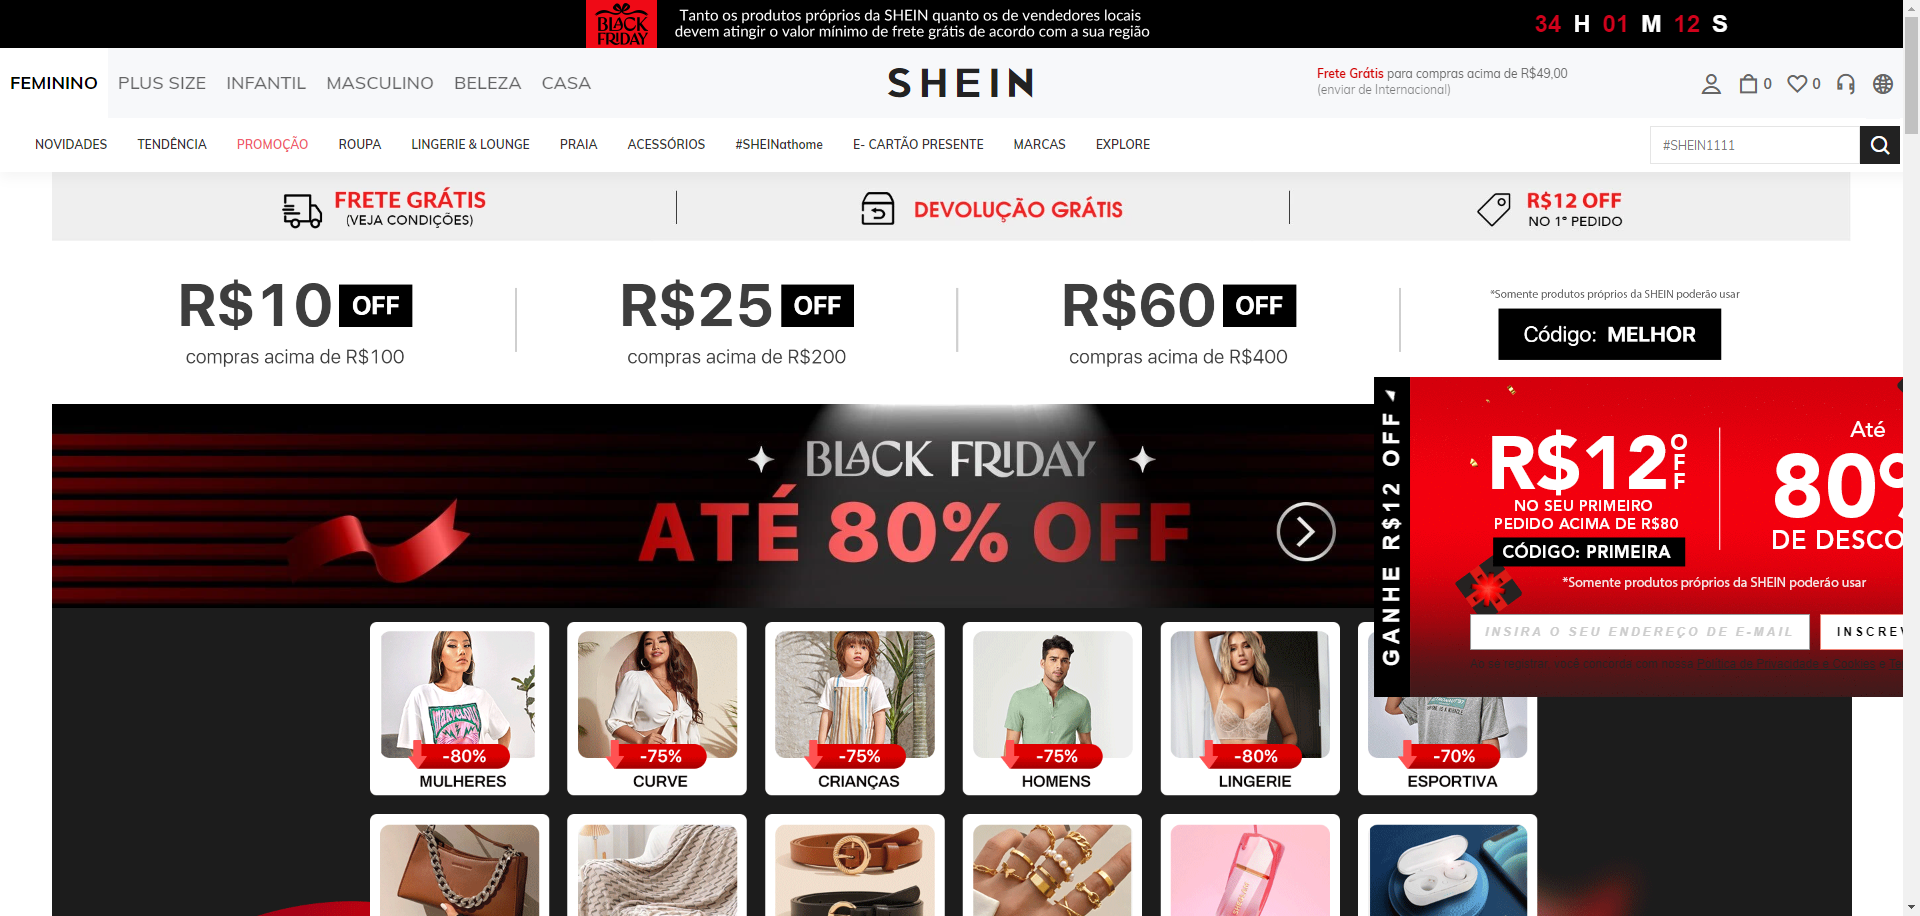 BLACK
FRIDAY
Tanto os produtos próprios da SHEIN quanto os de vendedores locais
devem atingir o valor mínimo de frete grátis de acordo com a sua região
34 H 01 M 12 S
FEMININO PLUS SIZE INFANTIL MASCULINO BELEZA CASA
SHEIN
Frete Grátis para compras acima de R$49,00
(enviar de Internacional)
0 0
NOVIDADES TENDÊNCIA PROMOÇÃO ROUPA LINGERIE & LOUNGE PRAIA ACESSÓRIOS #SHEINathome E- CARTÃO PRESENTE MARCAS EXPLORE
#SHEIN1111
FRETE GRÁTIS
(VEJA CONDIÇÕES)
DEVOLUÇÃO GRÁTIS
R$12 OFF
NO 1º PEDIDO
R$10 OFF
compras acima de R$100
R$25 OFF
compras acima de R$200
R$60 OFF
compras acima de R$400
*Somente produtos próprios da SHEIN poderão usar
Código: MELHOR
BLACK FRIDAY
ATÉ 80% OFF
GANHE R$12 OFF
R$12 OFF
NO SEU PRIMEIRO
PEDIDO ACIMA DE R$80
CÓDIGO: PRIMEIRA
Até
80%
DE DESCO
*Somente produtos próprios da SHEIN poderáo usar
INSIRA O SEU ENDEREÇO DE E-MAIL
INSCREV
-80%
MULHERES
-75%
CURVE
-75%
CRIANÇAS
-75%
HOMENS
-80%
LINGERIE
-70%
ESPORTIVA